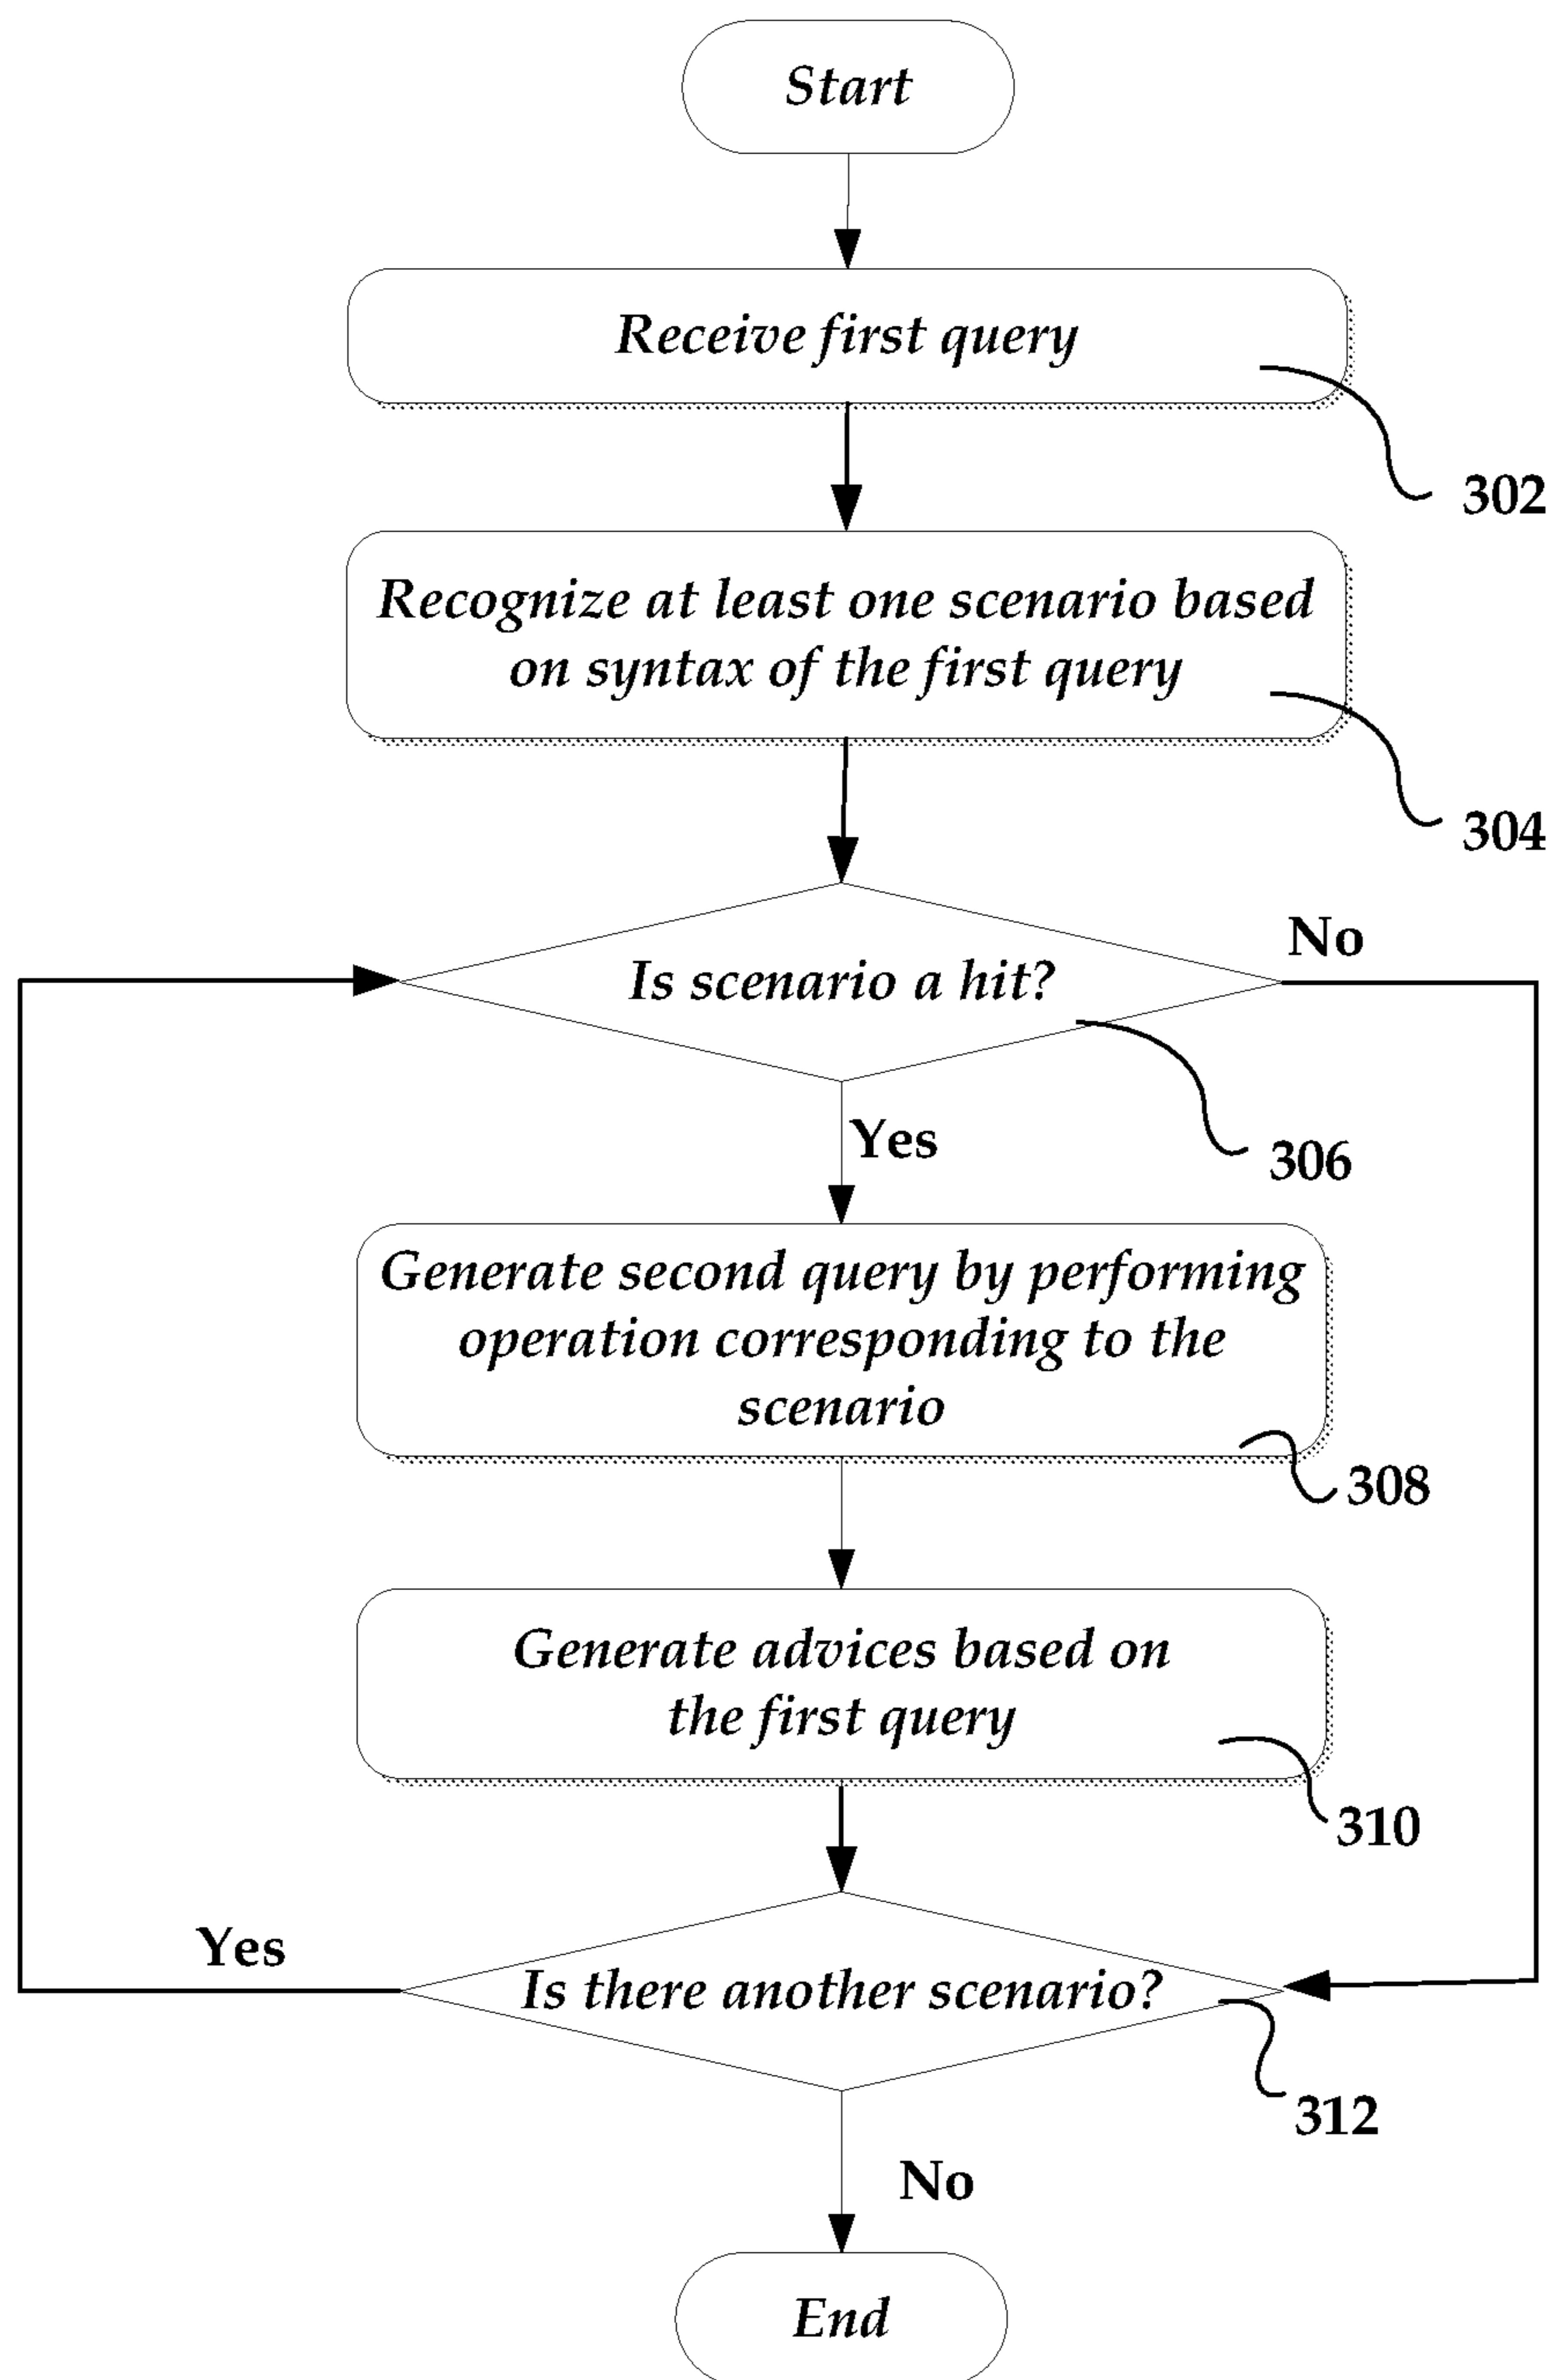 Start
Receive first query
302
Recognize at least one scenario based
on syntax of the first query
304
No
Is scenario a hit?
Yes
306
Generate second query by performing
operation corresponding to the
scenario
308
Generate advices based on
the first query
310
Yes
Is there another scenario?
312
No
End